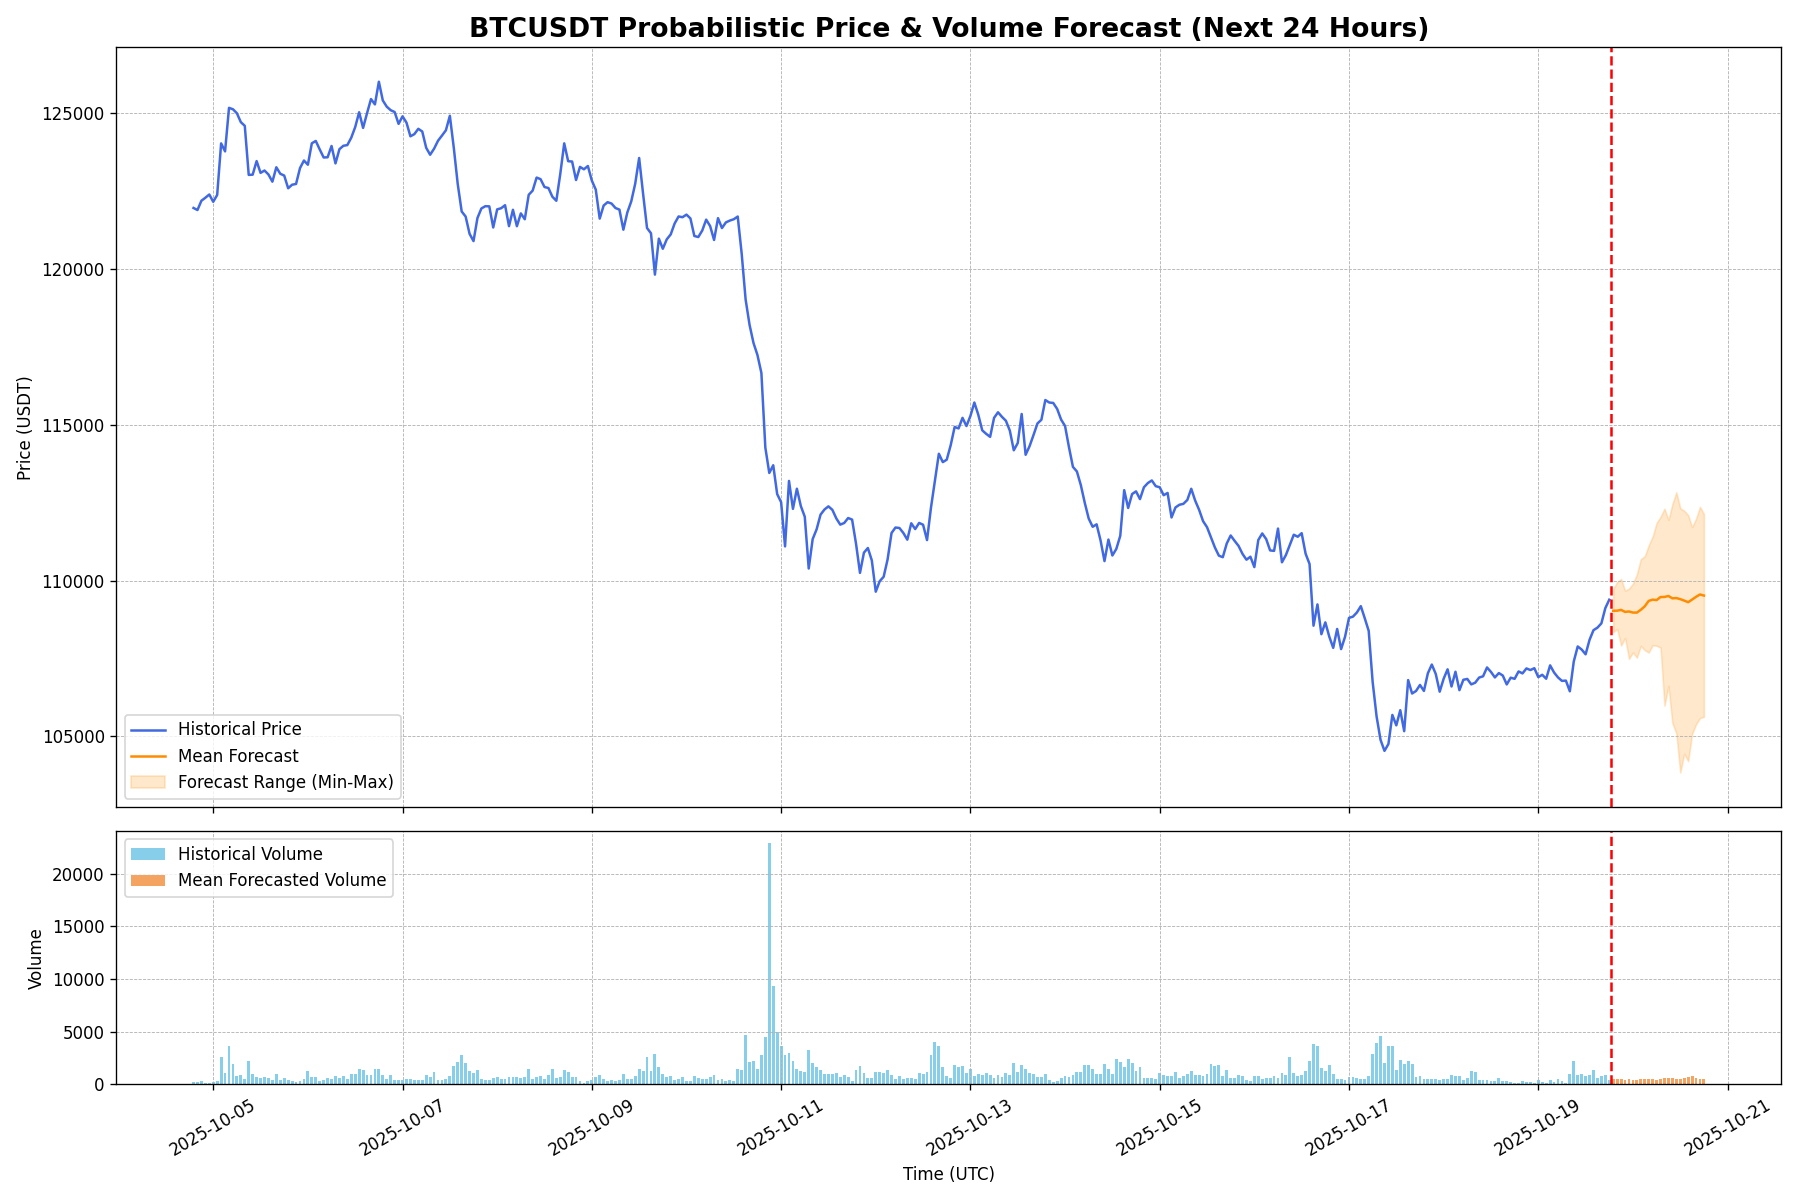 BTCUSDT Probabilistic Price & Volume Forecast (Next 24 Hours)
Price (USDT)
125000
120000
115000
110000
105000
Historical Price
Mean Forecast
Forecast Range (Min-Max)
Volume
20000
15000
10000
5000
0
Historical Volume
Mean Forecasted Volume
2025-10-05
2025-10-07
2025-10-09
2025-10-11
2025-10-13
2025-10-15
2025-10-17
2025-10-19
2025-10-21
Time (UTC)